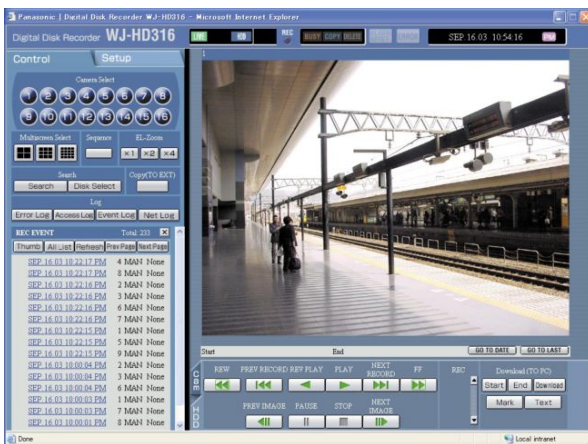 Panasonic | Digital Disk Recorder WJ-HD316 - Microsoft Internet Explorer
Digital Disk Recorder WJ-HD316
LIVE HDD REC BUSY COPY DELETE ALERT ERROR SEP.16.03 10:54:16 PM
Control Setup
1
Camera Select
1 2 3 4 5 6 7 8
9 10 11 12 13 14 15 16
Multiscreen Select Sequence EL-Zoom
×1 ×2 ×4
Search Copy(TO EXT)
Search Disk Select
Log
Error Log Access Log Event Log Net Log
REC EVENT Total: 233
Thumb All List Refresh Prev Page Next Page
SEP.16.03 10:22:17 PM 4 MAN None
SEP.16.03 10:22:17 PM 8 MAN None
SEP.16.03 10:22:16 PM 2 MAN None
SEP.16.03 10:22:16 PM 3 MAN None
SEP.16.03 10:22:16 PM 6 MAN None
SEP.16.03 10:22:16 PM 7 MAN None
SEP.16.03 10:22:15 PM 1 MAN None
SEP.16.03 10:22:15 PM 5 MAN None
SEP.16.03 10:22:15 PM 9 MAN None
SEP.16.03 10:00:04 PM 2 MAN None
SEP.16.03 10:00:04 PM 3 MAN None
SEP.16.03 10:00:04 PM 6 MAN None
SEP.16.03 10:00:03 PM 1 MAN None
SEP.16.03 10:00:03 PM 7 MAN None
SEP.16.03 10:00:01 PM 8 MAN None
Start End GO TO DATE GO TO LAST
Cam
HDD
REW PREV RECORD REV PLAY PLAY NEXT RECORD FF
PREV IMAGE PAUSE STOP NEXT IMAGE
REC
Download(TO PC)
Start End Download
Mark Text
Done
Local intranet